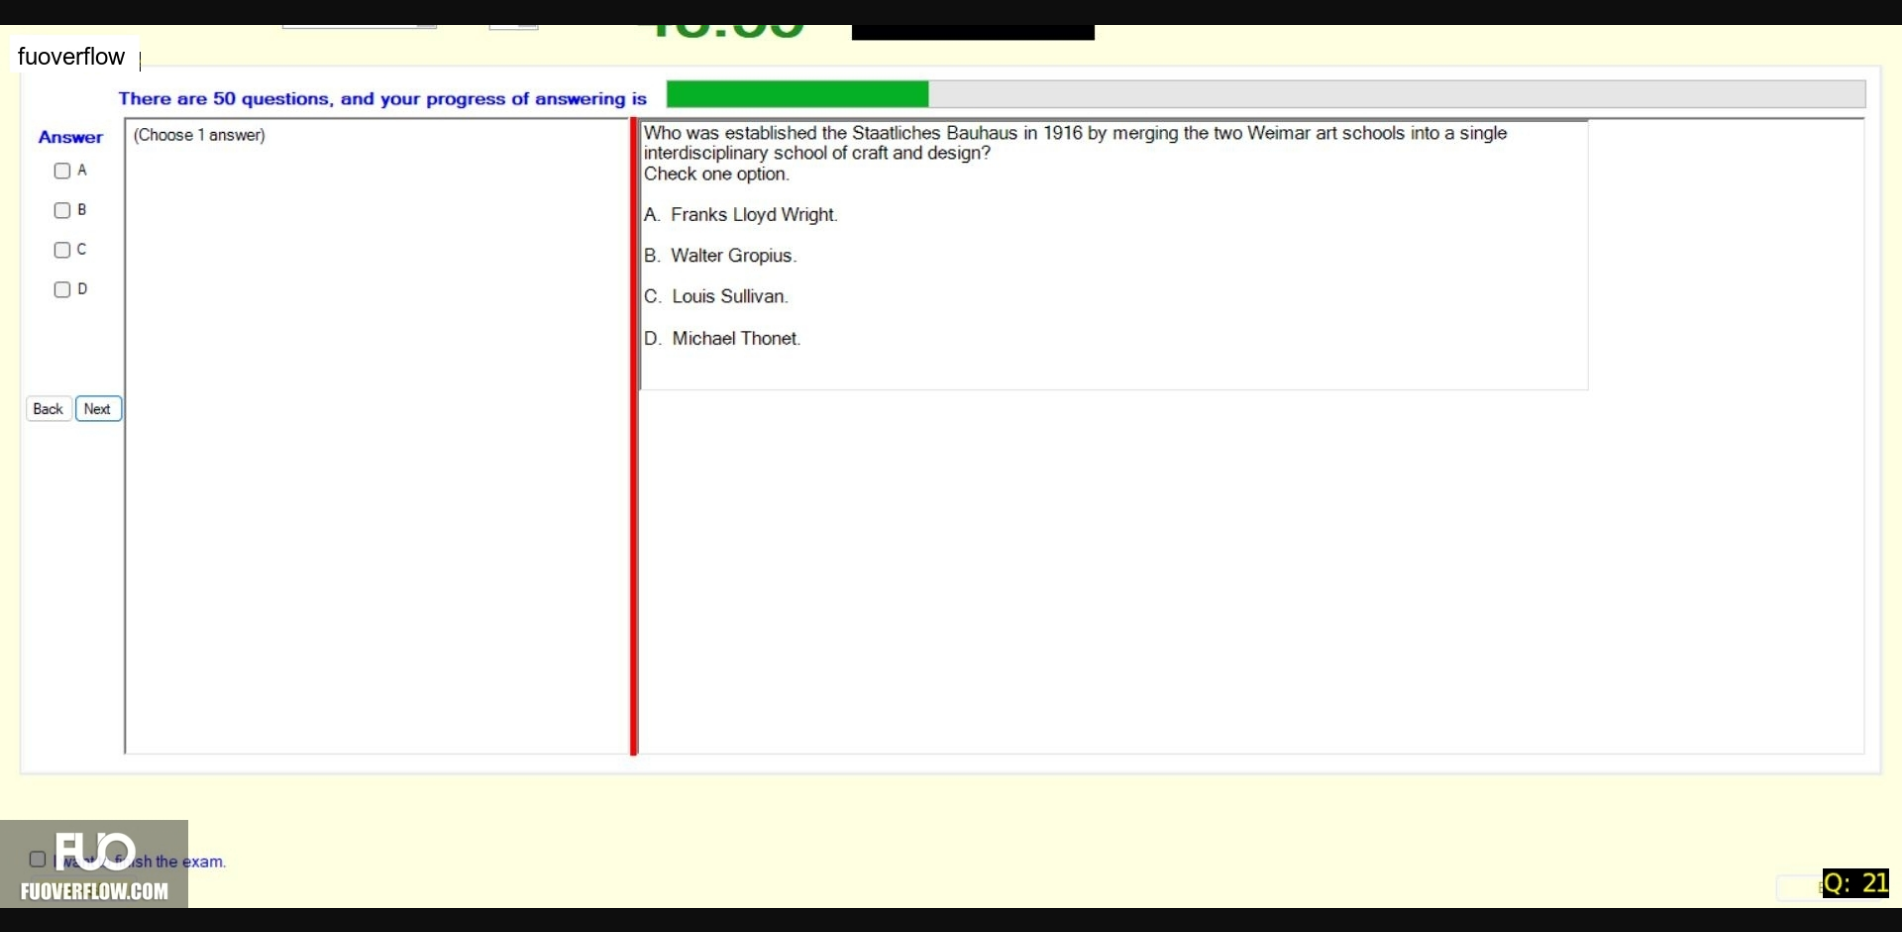 fuoverflow
There are 50 questions, and your progress of answering is
Answer
(Choose 1 answer)
A
B
C
D
Back
Next
Who was established the Staatliches Bauhaus in 1916 by merging the two Weimar art schools into a single
interdisciplinary school of craft and design?
Check one option.
A. Franks Lloyd Wright.
B. Walter Gropius.
C. Louis Sullivan.
D. Michael Thonet.
FUO
the exam.
FUOVERFLOW.COM
Q: 21